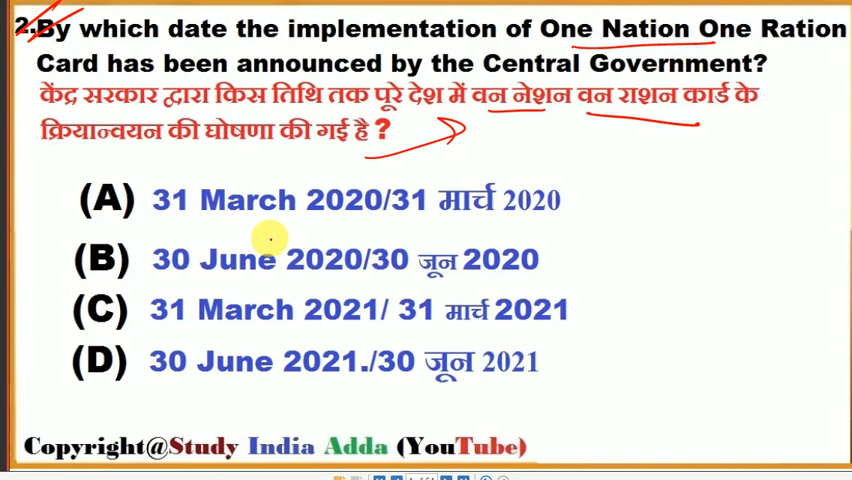 2.By which date the implementation of One Nation One Ration
Card has been announced by the Central Government?
केंद्र सरकार द्वारा किस तिथि तक पूरे देश में वन नेशन वन राशन कार्ड के
क्रियान्वयन की घोषणा की गई है ?
(A) 31 March 2020/31 मार्च 2020
(B) 30 June 2020/30 जून 2020
(C) 31 March 2021/ 31 मार्च 2021
(D) 30 June 2021./30 जून 2021
Copyright@Study India Adda (YouTube)